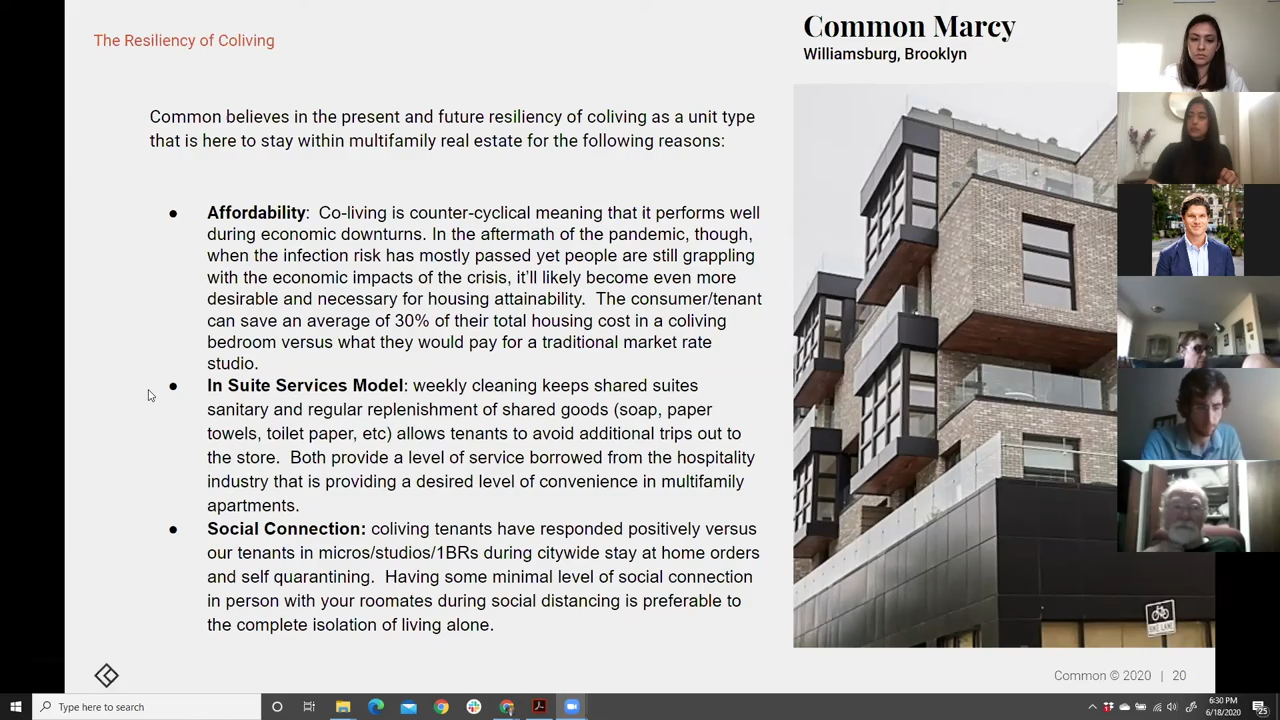 The Resiliency of Coliving
Common Marcy
Williamsburg, Brooklyn
Common believes in the present and future resiliency of coliving as a unit type
that is here to stay within multifamily real estate for the following reasons:
● Affordability:  Co-living is counter-cyclical meaning that it performs well
during economic downturns. In the aftermath of the pandemic, though,
when the infection risk has mostly passed yet people are still grappling
with the economic impacts of the crisis, it'll likely become even more
desirable and necessary for housing attainability.  The consumer/tenant
can save an average of 30% of their total housing cost in a coliving
bedroom versus what they would pay for a traditional market rate
studio.
● In Suite Services Model: weekly cleaning keeps shared suites
sanitary and regular replenishment of shared goods (soap, paper
towels, toilet paper, etc) allows tenants to avoid additional trips out to
the store.  Both provide a level of service borrowed from the hospitality
industry that is providing a desired level of convenience in multifamily
apartments.
● Social Connection: coliving tenants have responded positively versus
our tenants in micros/studios/1BRs during citywide stay at home orders
and self quarantining.  Having some minimal level of social connection
in person with your roomates during social distancing is preferable to
the complete isolation of living alone.
BIKE LANE
Common © 2020 | 20
Type here to search
6:30 PM
6/18/2020
25